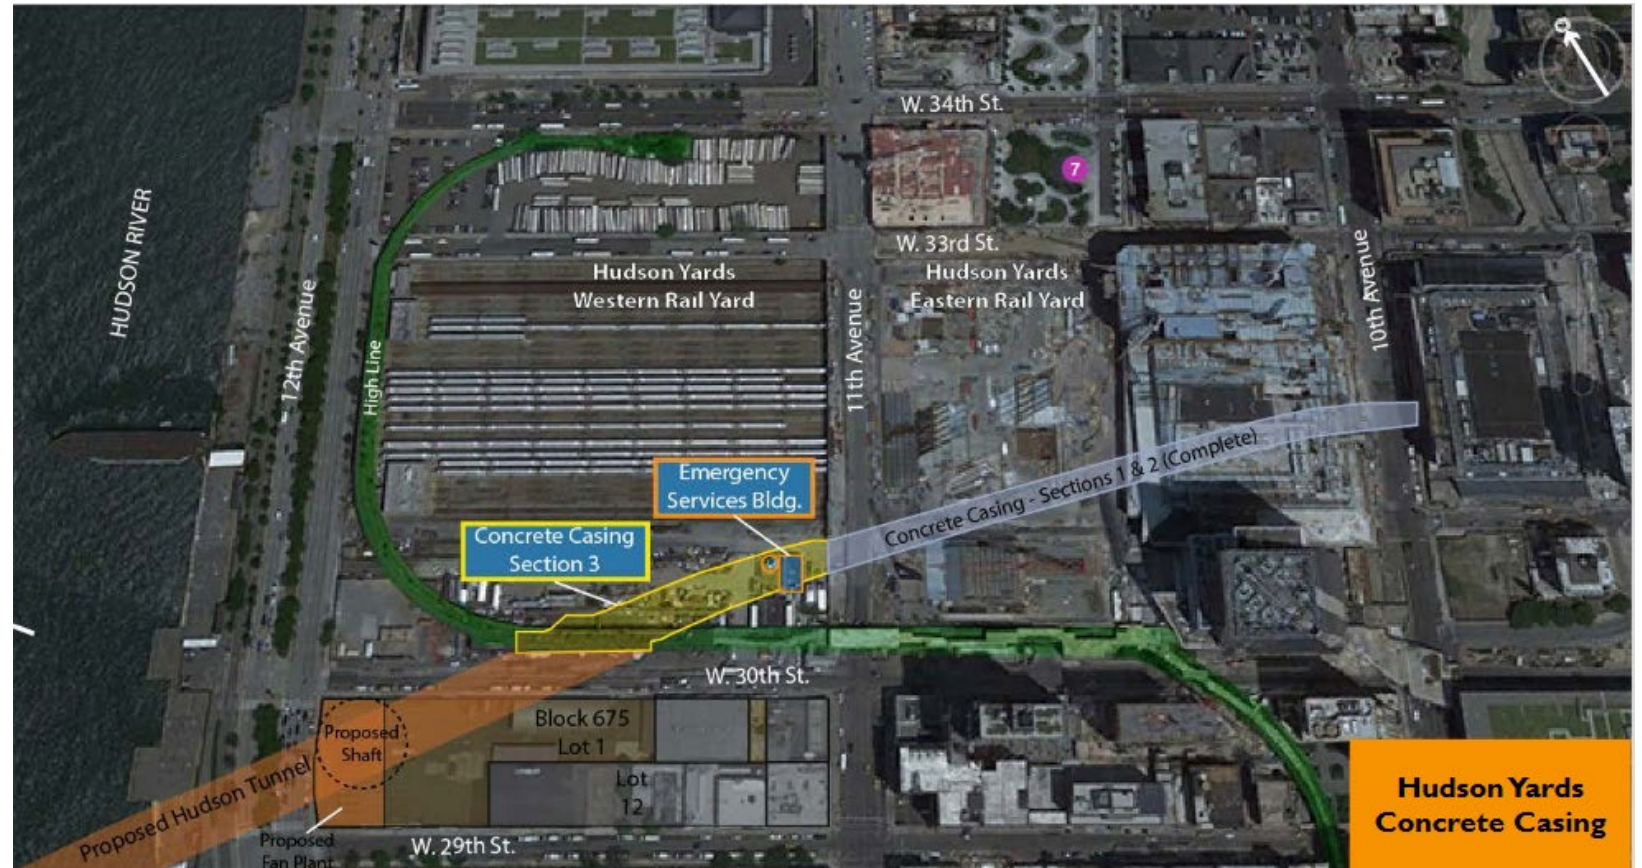 W. 34th St.
7
W. 33rd St.
HUDSON RIVER
12th Avenue
High Line
Hudson Yards
Western Rail Yard
11th Avenue
Hudson Yards
Eastern Rail Yard
10th Avenue
Emergency
Services Bldg.
Concrete Casing
Section 3
Concrete Casing - Sections 1 & 2 (Complete)
W. 30th St.
Block 675
Lot 1
Lot
12
Proposed
Shaft
Proposed Hudson Tunnel
Proposed
Fan Plant
W. 29th St.
Hudson Yards
Concrete Casing